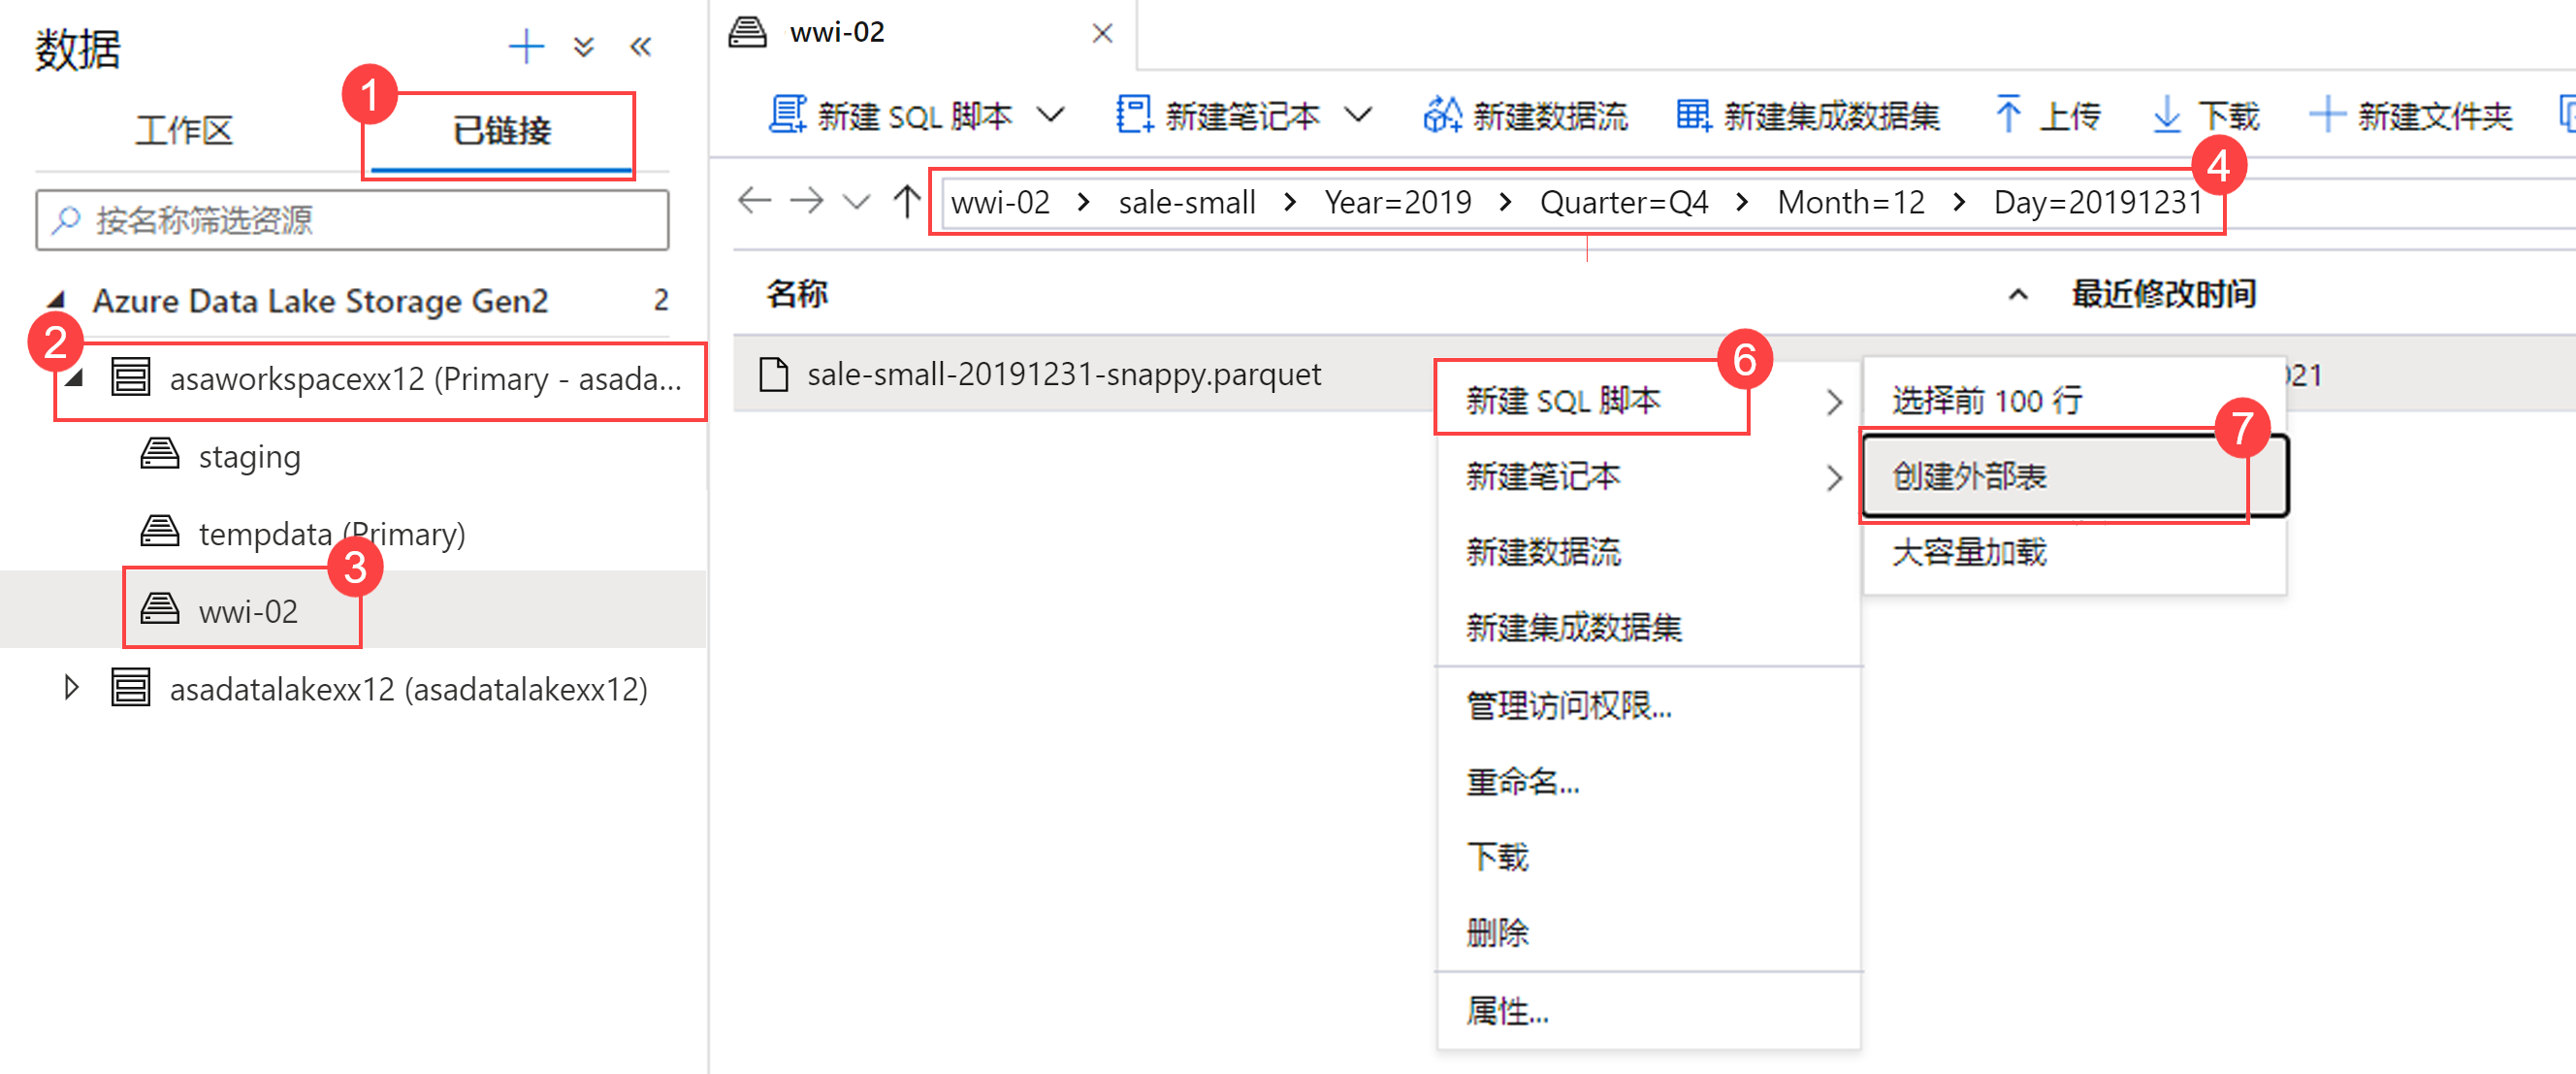 数据
1
工作区 已链接
按名称筛选资源
Azure Data Lake Storage Gen2 2
2
asaworkspacexx12 (Primary - asada...
staging
tempdata (Primary)
3
wwi-02
asadatalakexx12 (asadatalakexx12)
wwi-02
新建 SQL 脚本 新建笔记本 新建数据流 新建集成数据集 上传 下载 新建文件夹
4
wwi-02 > sale-small > Year=2019 > Quarter=Q4 > Month=12 > Day=20191231
名称 最近修改时间
sale-small-20191231-snappy.parquet 021
6
新建 SQL 脚本
新建笔记本
新建数据流
新建集成数据集
管理访问权限...
重命名...
下载
删除
属性...
选择前 100 行
7
创建外部表
大容量加载